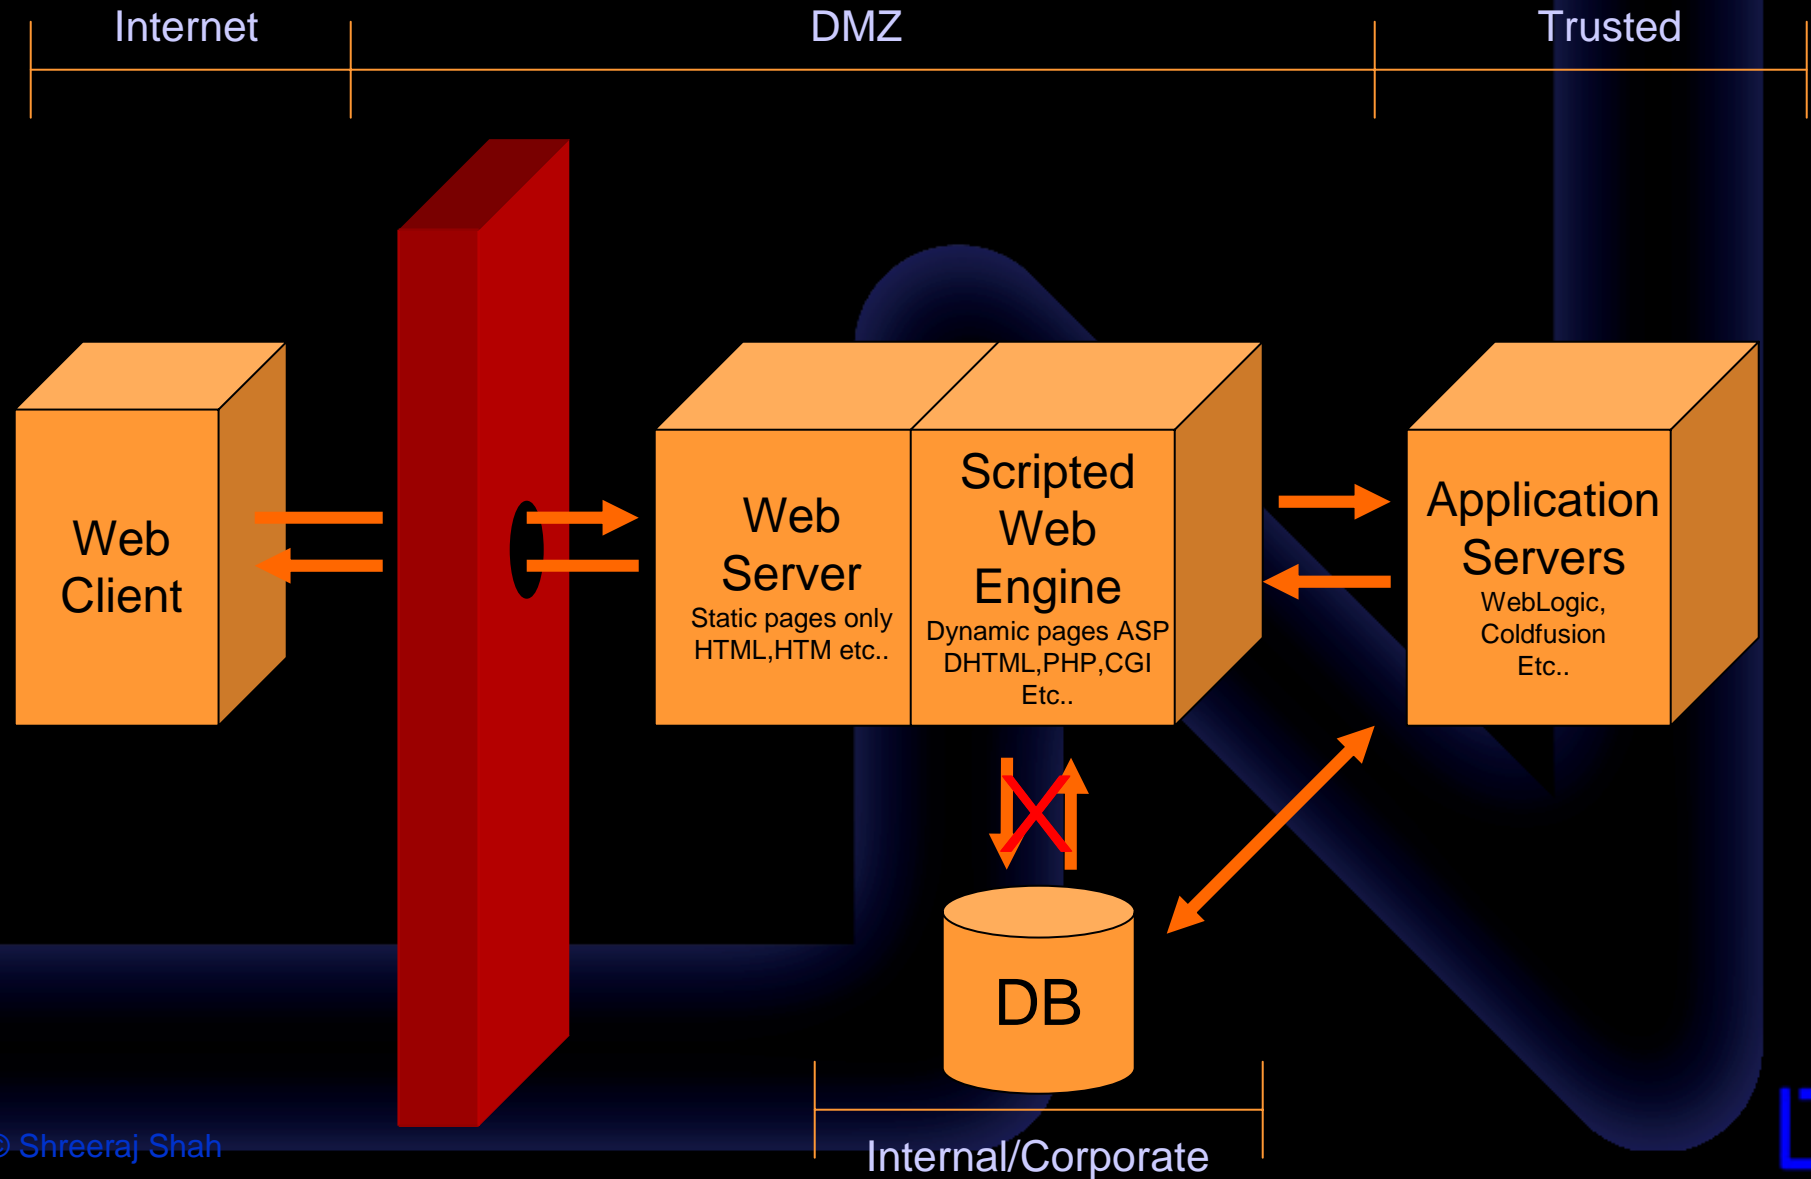 Internet
DMZ
Trusted
Web
Client
Web
Server
Static pages only
HTML,HTM etc..
Scripted
Web
Engine
Dynamic pages ASP
DHTML,PHP,CGI
Etc..
Application
Servers
WebLogic,
Coldfusion
Etc..
DB
Internal/Corporate
© Shreeraj Shah